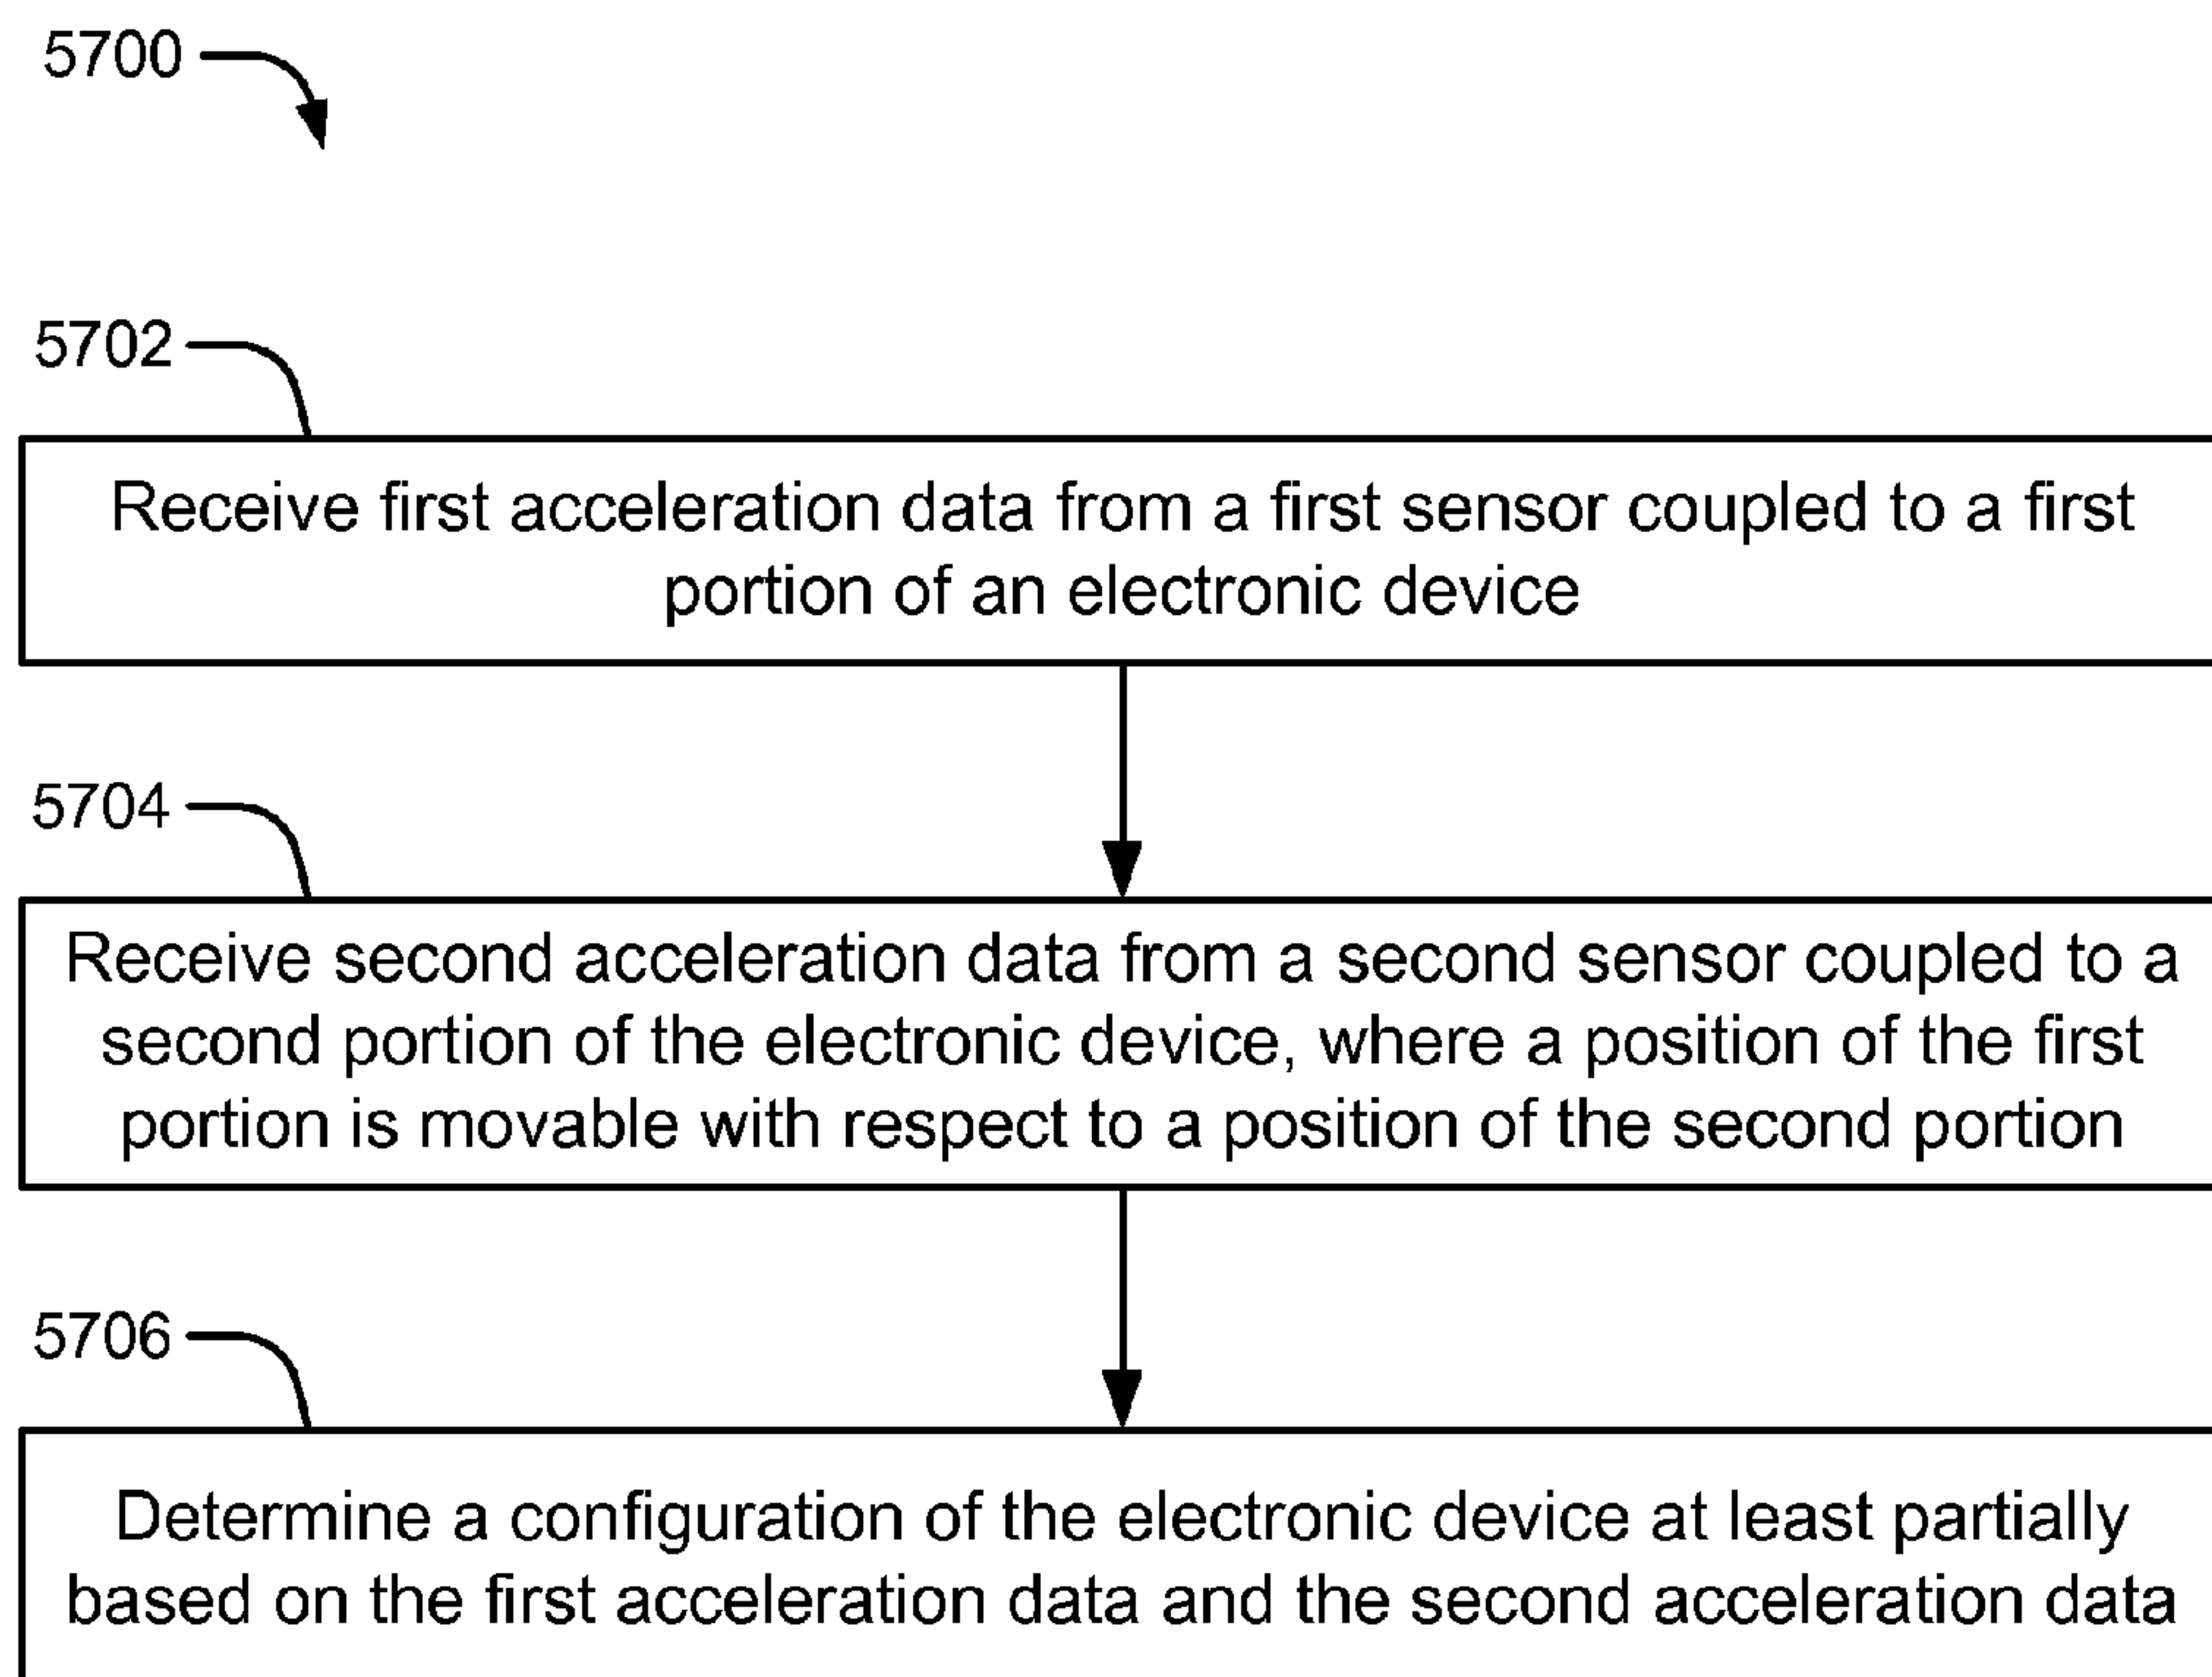 5700
5702
Receive first acceleration data from a first sensor coupled to a first
portion of an electronic device
5704
Receive second acceleration data from a second sensor coupled to a
second portion of the electronic device, where a position of the first
portion is movable with respect to a position of the second portion
5706
Determine a configuration of the electronic device at least partially
based on the first acceleration data and the second acceleration data